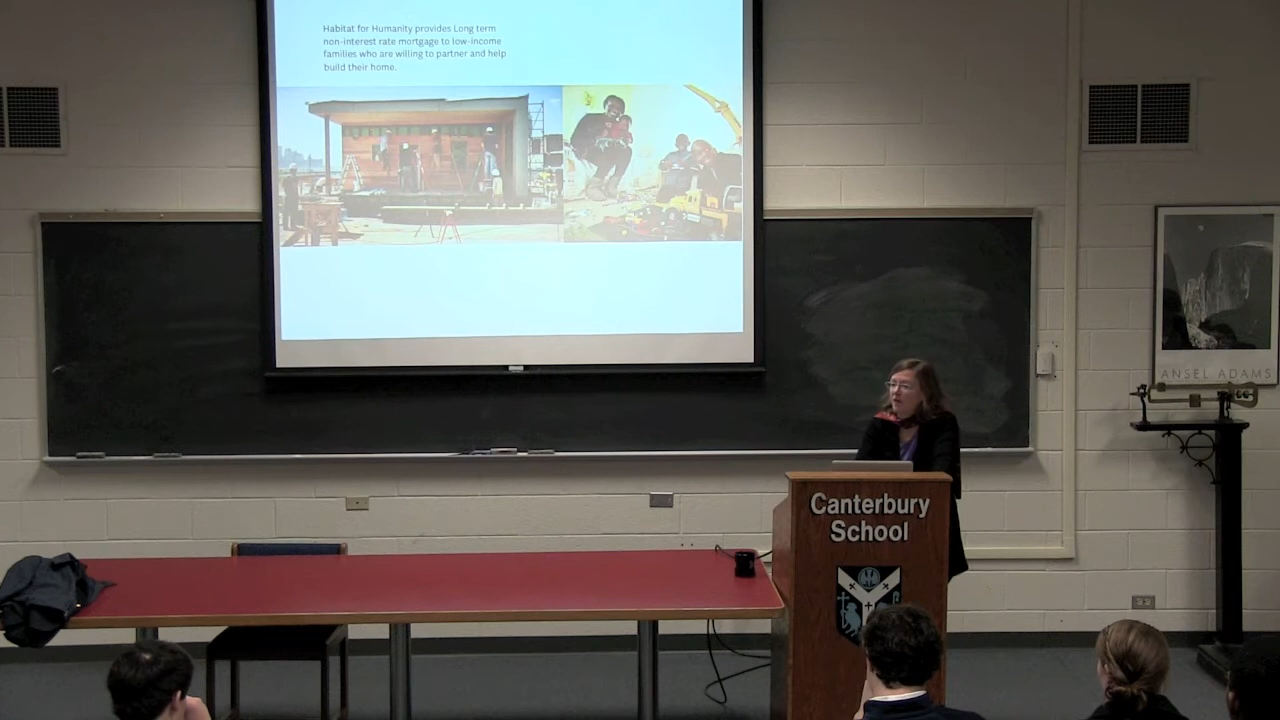 Habitat for Humanity provides Long term
non-interest rate mortgage to low-income
families who are willing to partner and help
build their home.
ANSEL ADAMS
Canterbury
School